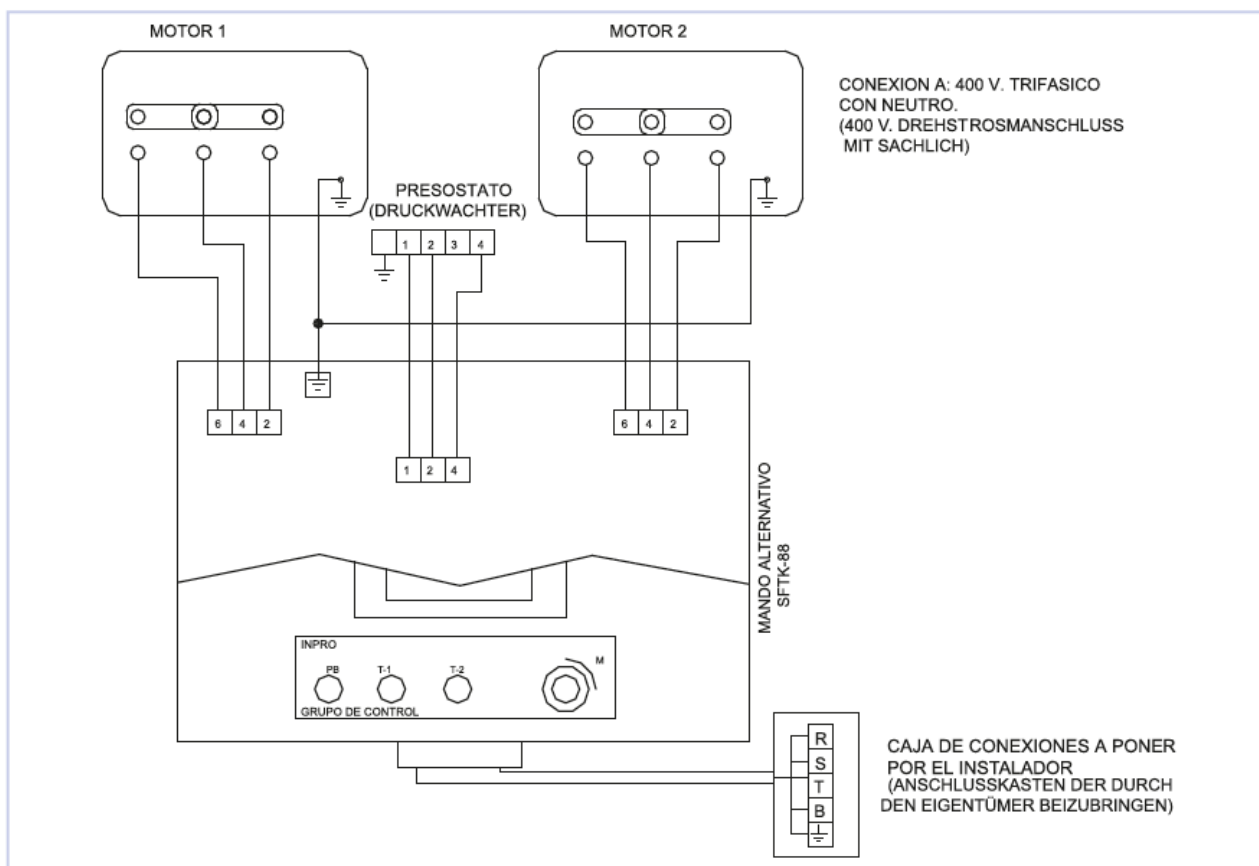 MOTOR 1
MOTOR 2
CONEXION A: 400 V. TRIFASICO
CON NEUTRO.
(400 V. DREHSTROSMANSCHLUSS
MIT SACHLICH)
PRESOSTATO
(DRUCKWACHTER)
1 2 3 4
6 4 2
6 4 2
1 2 4
MANDO ALTERNATIVO
SFTK-88
INPRO
PB T-1 T-2 M
GRUPO DE CONTROL
R
S
T
B
CAJA DE CONEXIONES A PONER
POR EL INSTALADOR
(ANSCHLUSSKASTEN DER DURCH
DEN EIGENTÜMER BEIZUBRINGEN)